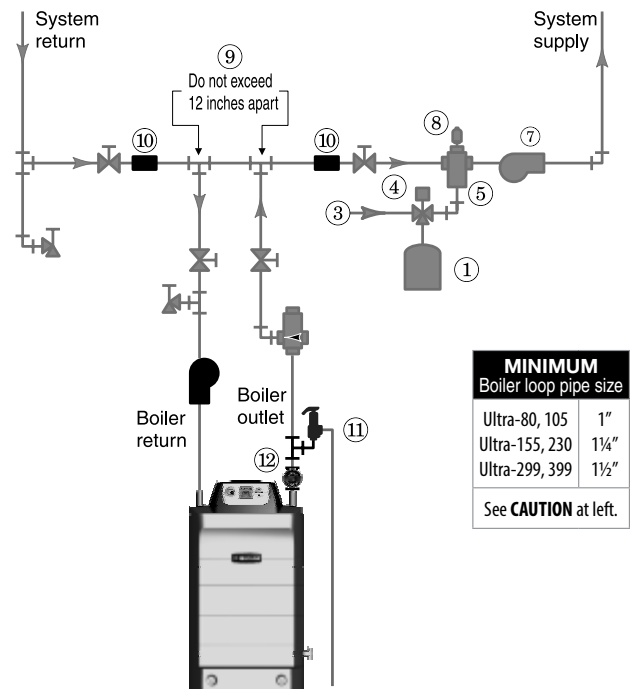 System
return
System
supply
⑨
Do not exceed
12 inches apart
⑩
⑩
⑧
⑦
④
⑤
③
①
Boiler
return
Boiler
outlet
⑪
⑫
MINIMUM
Boiler loop pipe size
Ultra-80, 105 1”
Ultra-155, 230 1¼”
Ultra-299, 399 1½”
See CAUTION at left.